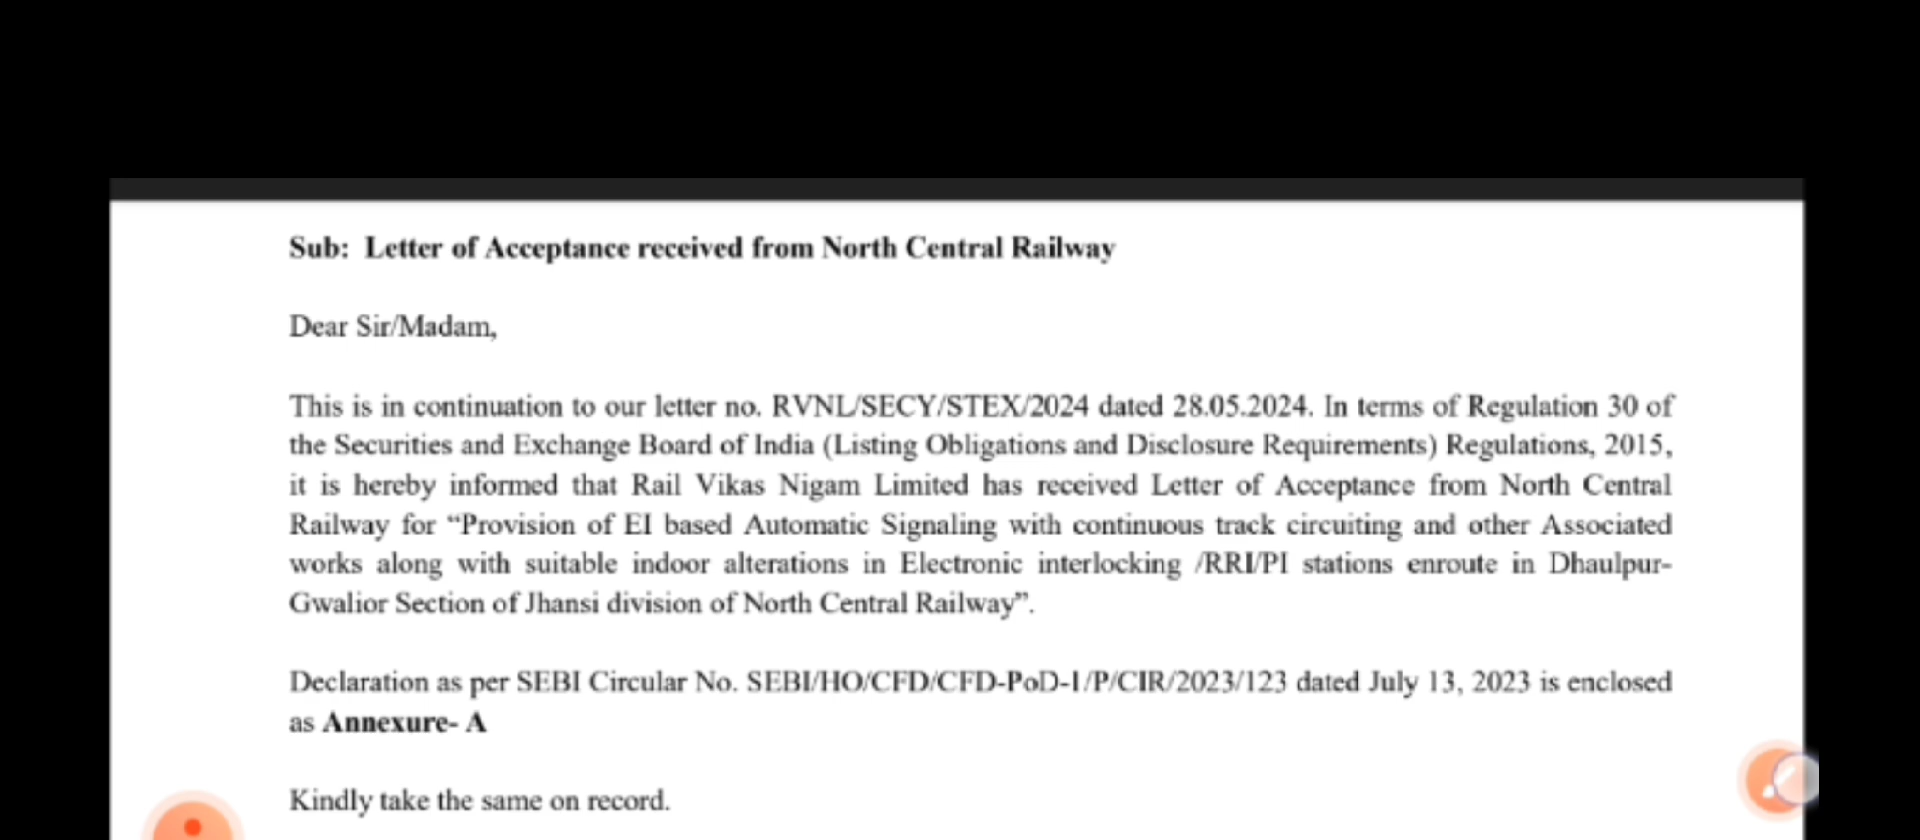 Sub: Letter of Acceptance received from North Central Railway
Dear Sir/Madam,
This is in continuation to our letter no. RVNL/SECY/STEX/2024 dated 28.05.2024. In terms of Regulation 30 of
the Securities and Exchange Board of India (Listing Obligations and Disclosure Requirements) Regulations, 2015,
it is hereby informed that Rail Vikas Nigam Limited has received Letter of Acceptance from North Central
Railway for “Provision of EI based Automatic Signaling with continuous track circuiting and other Associated
works along with suitable indoor alterations in Electronic interlocking /RRI/PI stations enroute in Dhaulpur-
Gwalior Section of Jhansi division of North Central Railway”.
Declaration as per SEBI Circular No. SEBI/HO/CFD/CFD-PoD-1/P/CIR/2023/123 dated July 13, 2023 is enclosed
as Annexure- A
Kindly take the same on record.